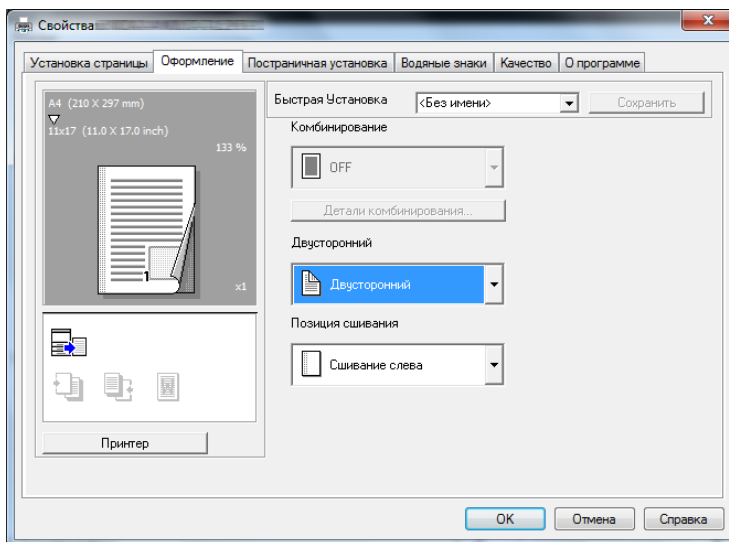 Свойства
Установка страницы Оформление Постраничная установка Водяные знаки Качество О программе
A4 (210 X 297 mm)
11x17 (11.0 X 17.0 inch)
133 %
1
x1
Принтер
Быстрая Установка <Без имени> Сохранить
Комбинирование
OFF
Детали комбинирования...
Двусторонний
Двусторонний
Позиция сшивания
Сшивание слева
OK Отмена Справка